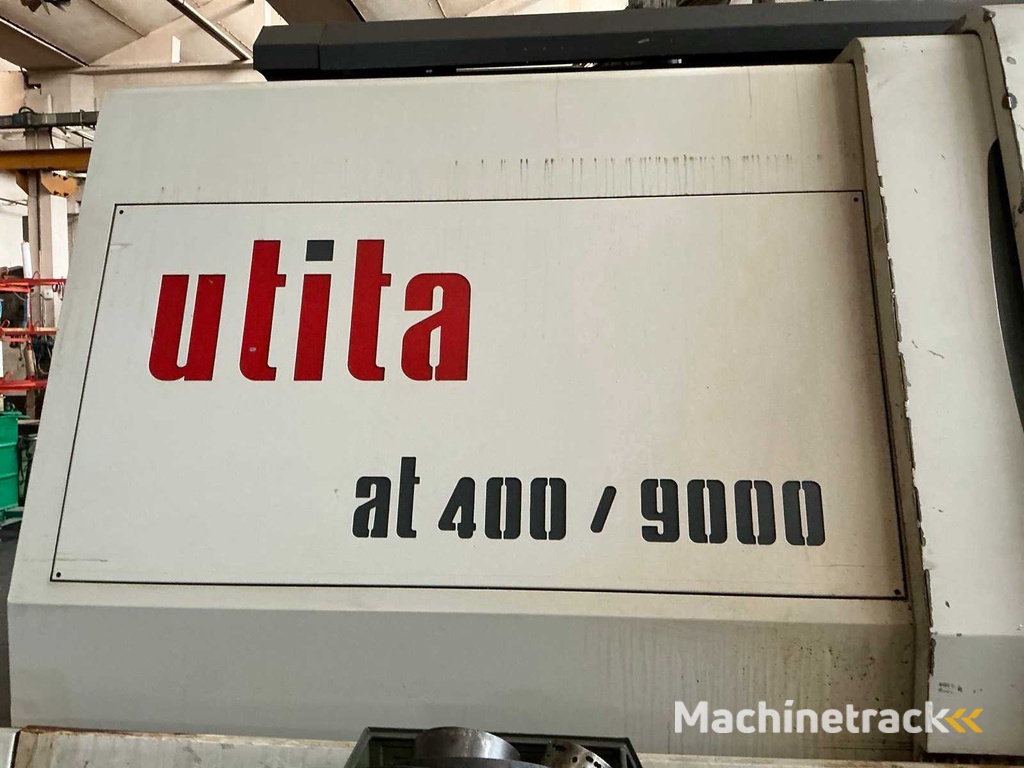 utita
at 400 / 9000
Machinetrack